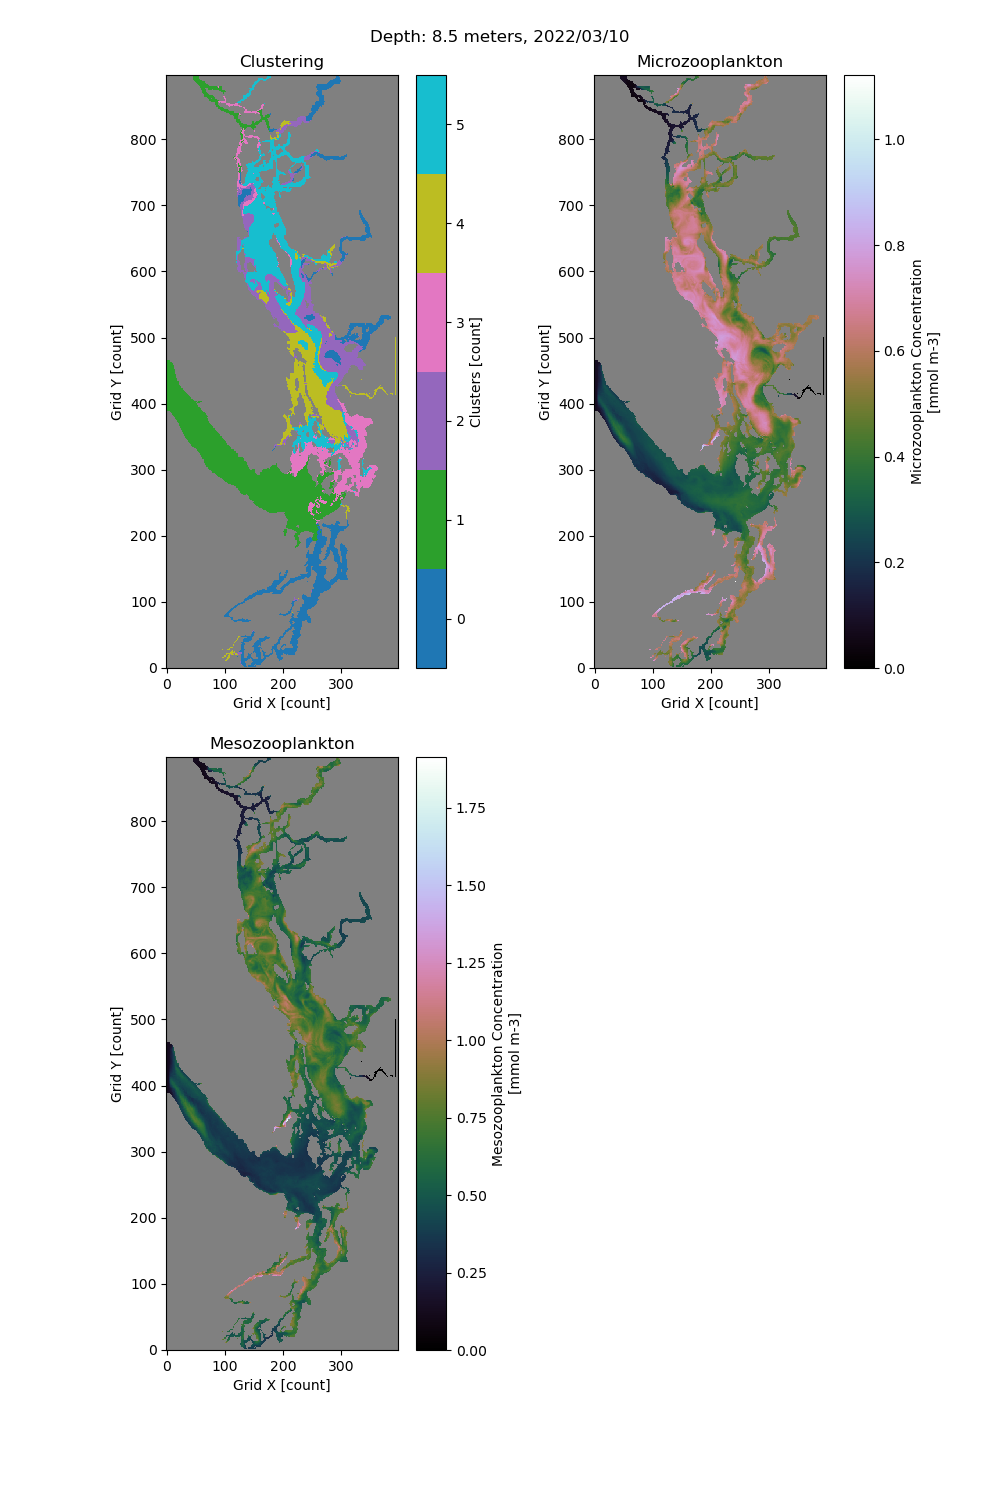 Depth: 8.5 meters, 2022/03/10
Clustering
Microzooplankton
800
700
600
500
400
300
200
100
0
Grid Y [count]
0 100 200 300
Grid X [count]
5
4
3
2
1
0
Clusters [count]
800
700
600
500
400
300
200
100
0
Grid Y [count]
0 100 200 300
Grid X [count]
1.0
0.8
0.6
0.4
0.2
0.0
Microzooplankton Concentration
[mmol m-3]
Mesozooplankton
800
700
600
500
400
300
200
100
0
Grid Y [count]
0 100 200 300
Grid X [count]
1.75
1.50
1.25
1.00
0.75
0.50
0.25
0.00
Mesozooplankton Concentration
[mmol m-3]